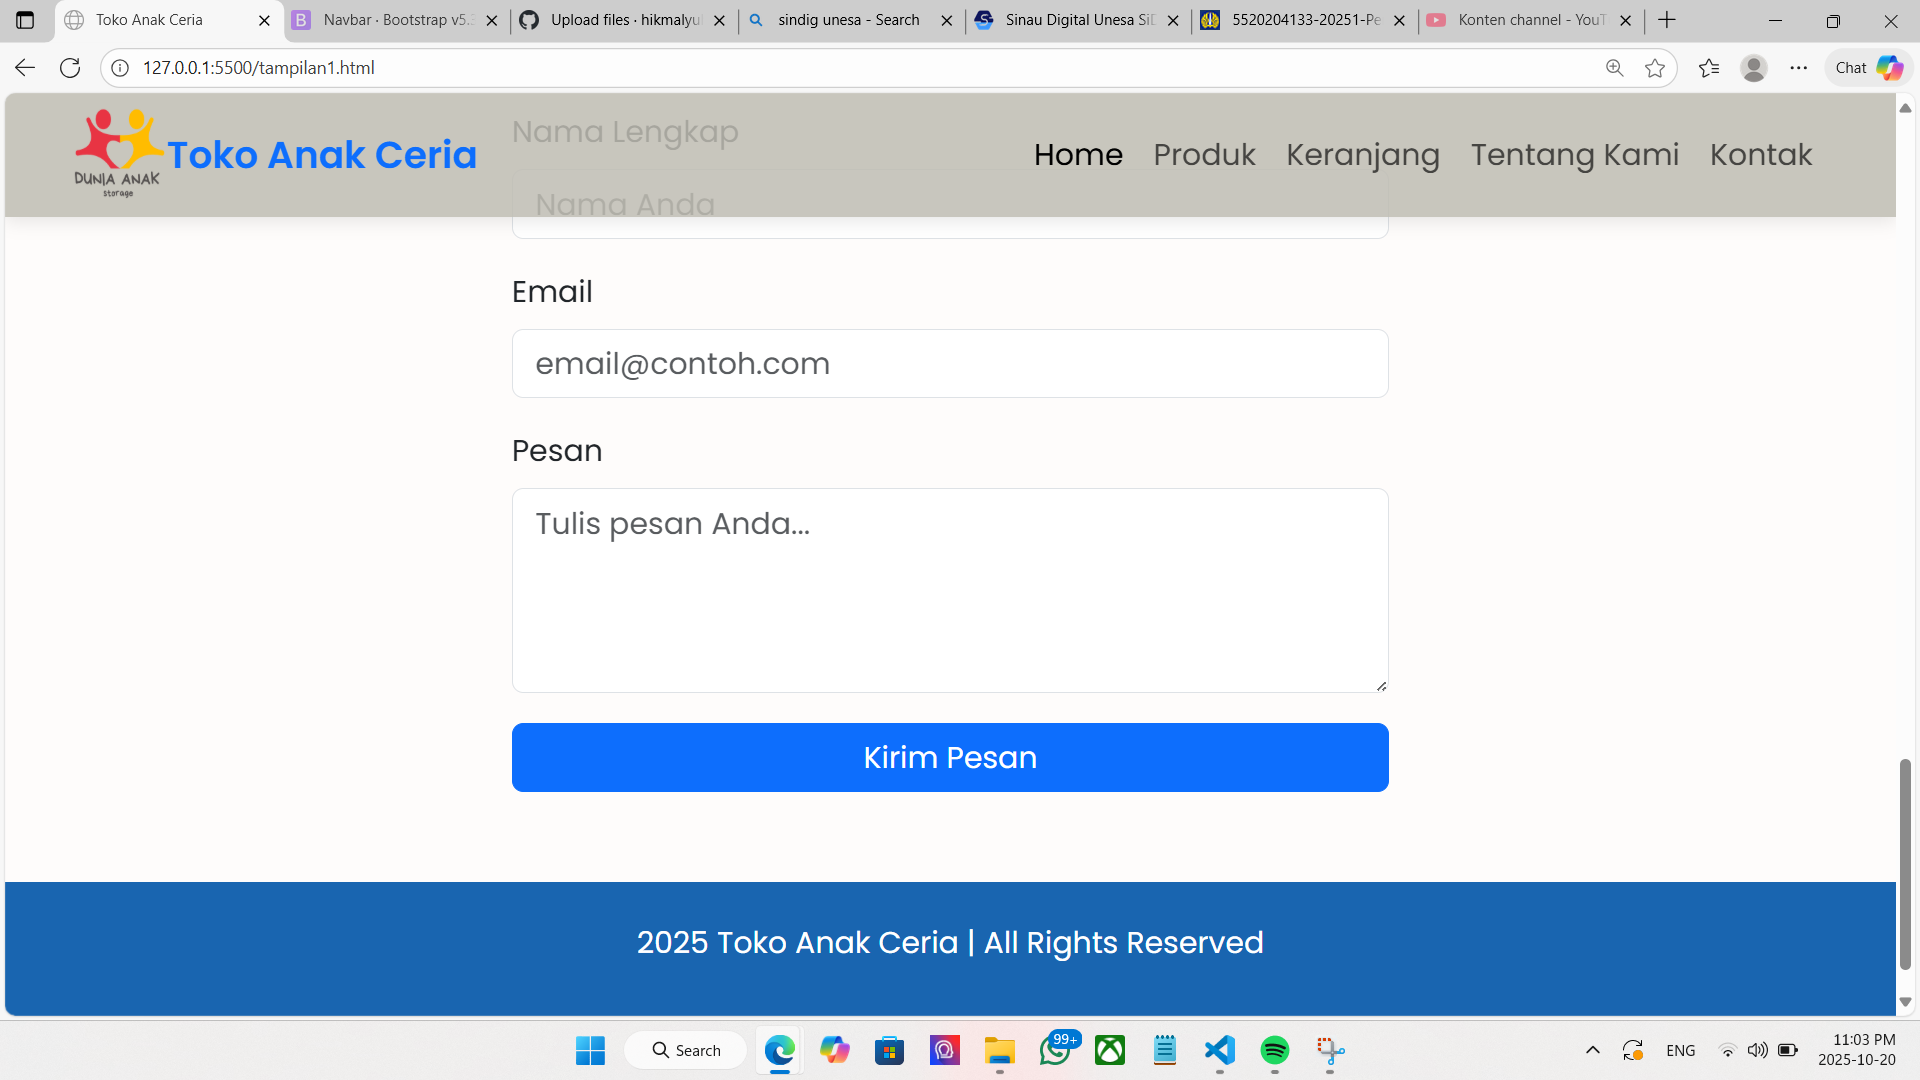 Toko Anak Ceria
Navbar · Bootstrap v5.
Upload files · hikmalyu
sindig unesa - Search
Sinau Digital Unesa Si
5520204133-20251-Pe
Konten channel - YouT
127.0.0.1:5500/tampilan1.html
Chat
DUNIA ANAK
storage
Toko Anak Ceria
Home
Produk
Keranjang
Tentang Kami
Kontak
Nama Lengkap
Nama Anda
Email
email@contoh.com
Pesan
Tulis pesan Anda...
Kirim Pesan
2025 Toko Anak Ceria | All Rights Reserved
Search
99+
ENG
11:03 PM
2025-10-20